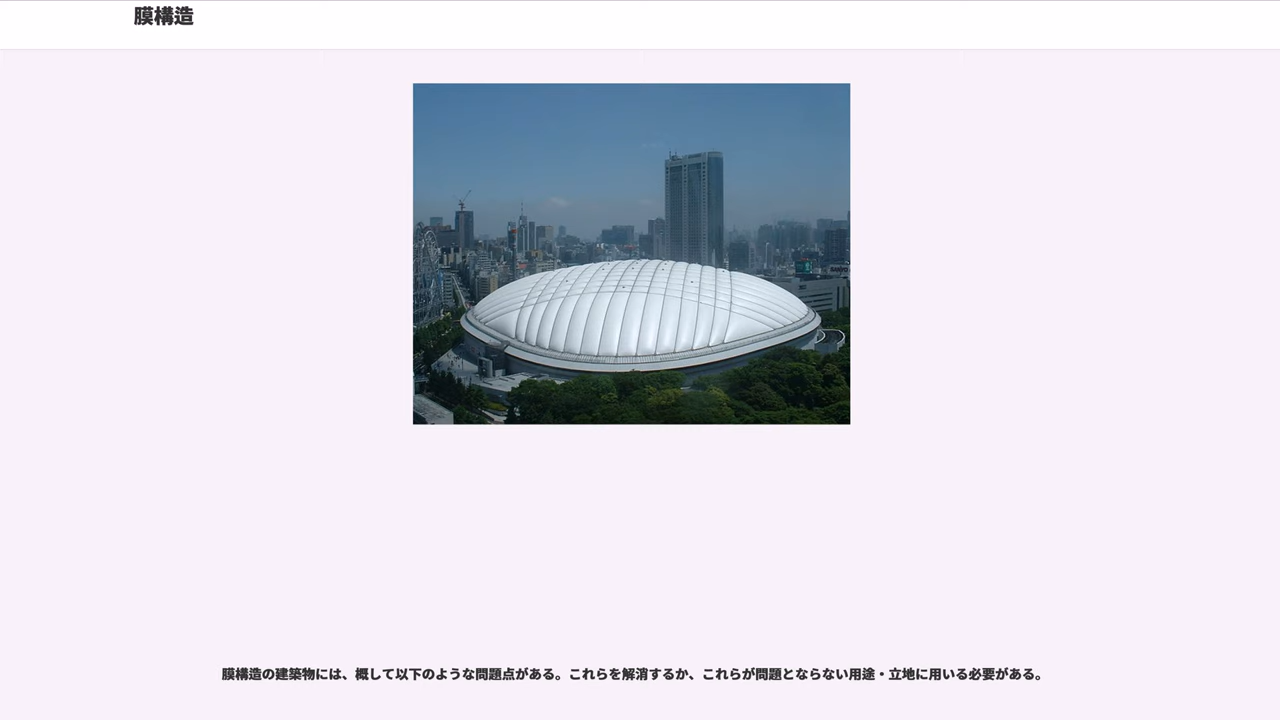 膜構造
膜構造の建築物には、概して以下のような問題点がある。これらを解消するか、これらが問題とならない用途・立地に用いる必要がある。